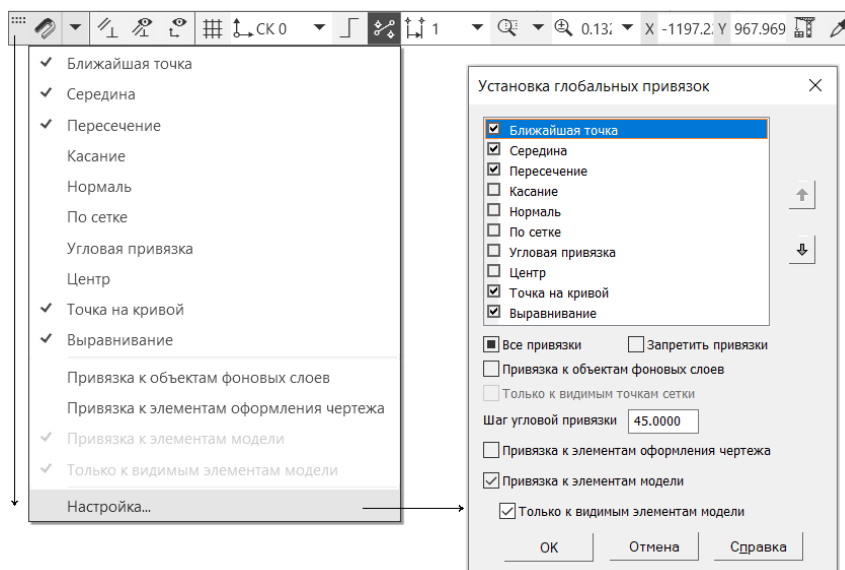 СК 0 1 0.132 X -1197.2 Y 967.969
Ближайшая точка
Середина
Пересечение
Касание
Нормаль
По сетке
Угловая привязка
Центр
Точка на кривой
Выравнивание
Привязка к объектам фоновых слоев
Привязка к элементам оформления чертежа
Привязка к элементам модели
Только к видимым элементам модели
Настройка...
Установка глобальных привязок
Ближайшая точка
Середина
Пересечение
Касание
Нормаль
По сетке
Угловая привязка
Центр
Точка на кривой
Выравнивание
Все привязки Запретить привязки
Привязка к объектам фоновых слоев
Только к видимым точкам сетки
Шаг угловой привязки 45.0000
Привязка к элементам оформления чертежа
Привязка к элементам модели
Только к видимым элементам модели
ОК Отмена Справка